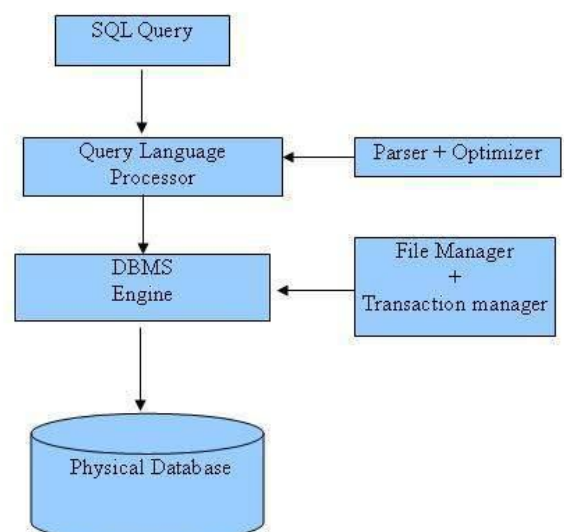 SQL Query
Query Language
Processor
Parser + Optimizer
DBMS
Engine
File Manager
+
Transaction manager
Physical Database